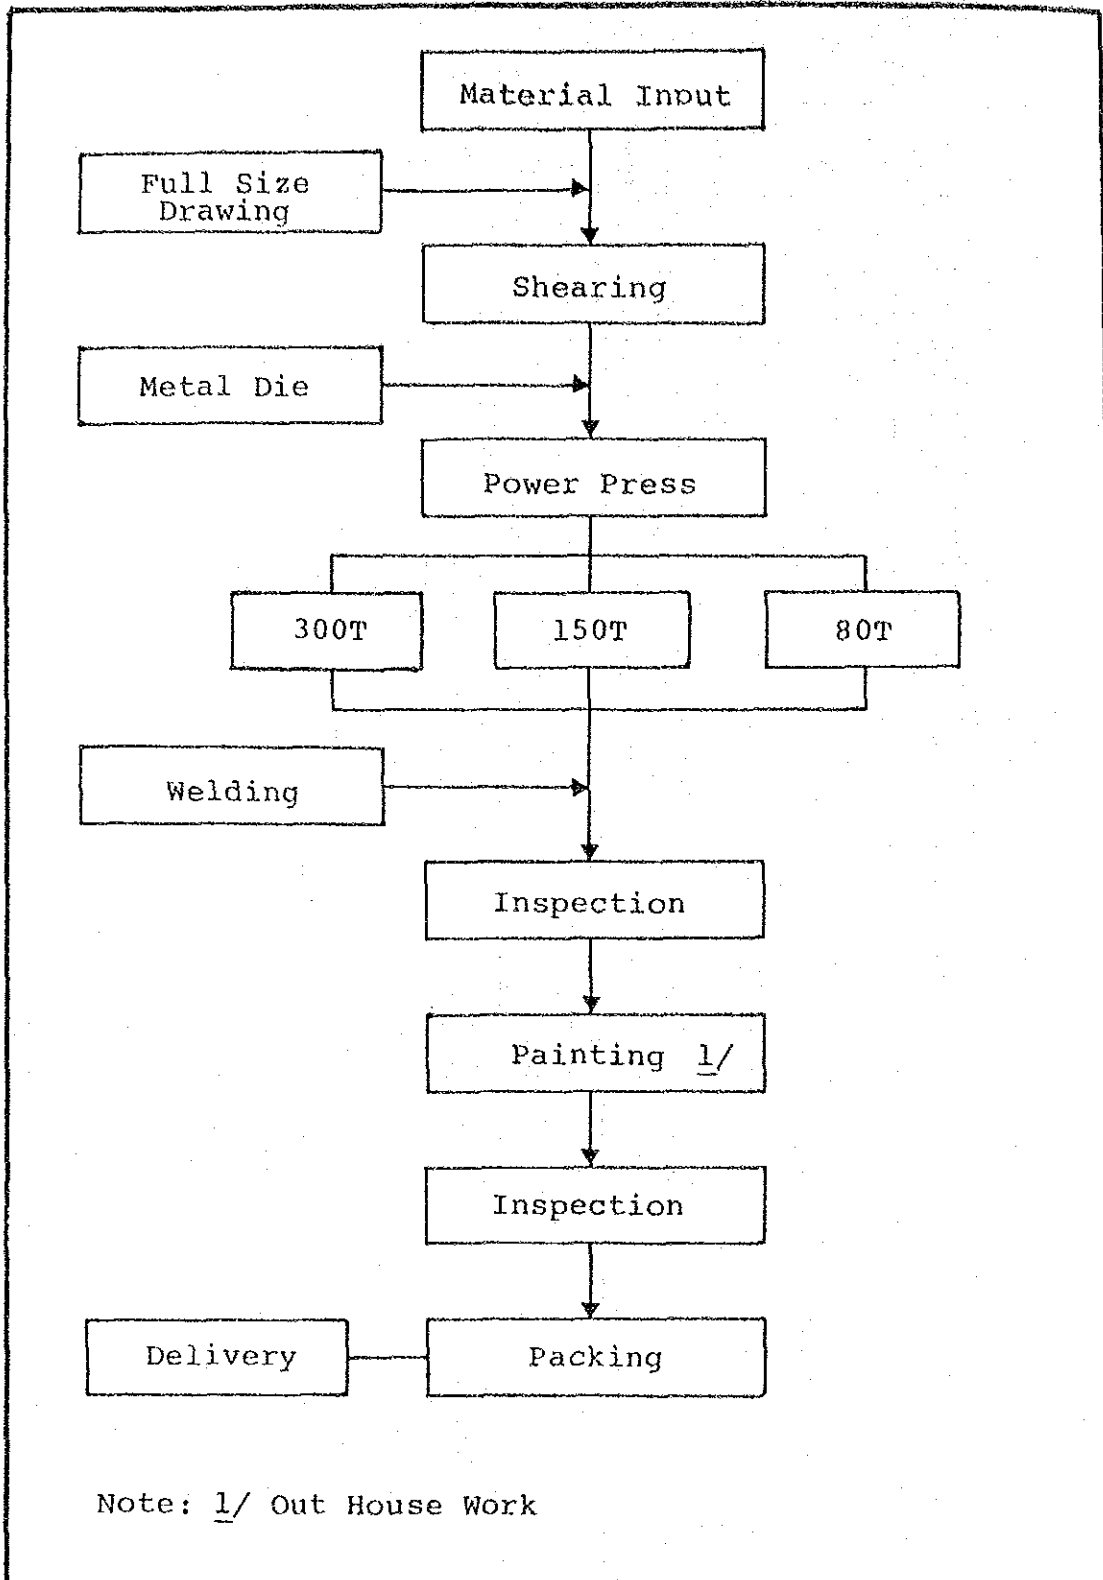 Material Input
Full Size
Drawing
Shearing
Metal Die
Power Press
300T
150T
80T
Welding
Inspection
Painting 1/
Inspection
Delivery
Packing
Note: 1/ Out House Work